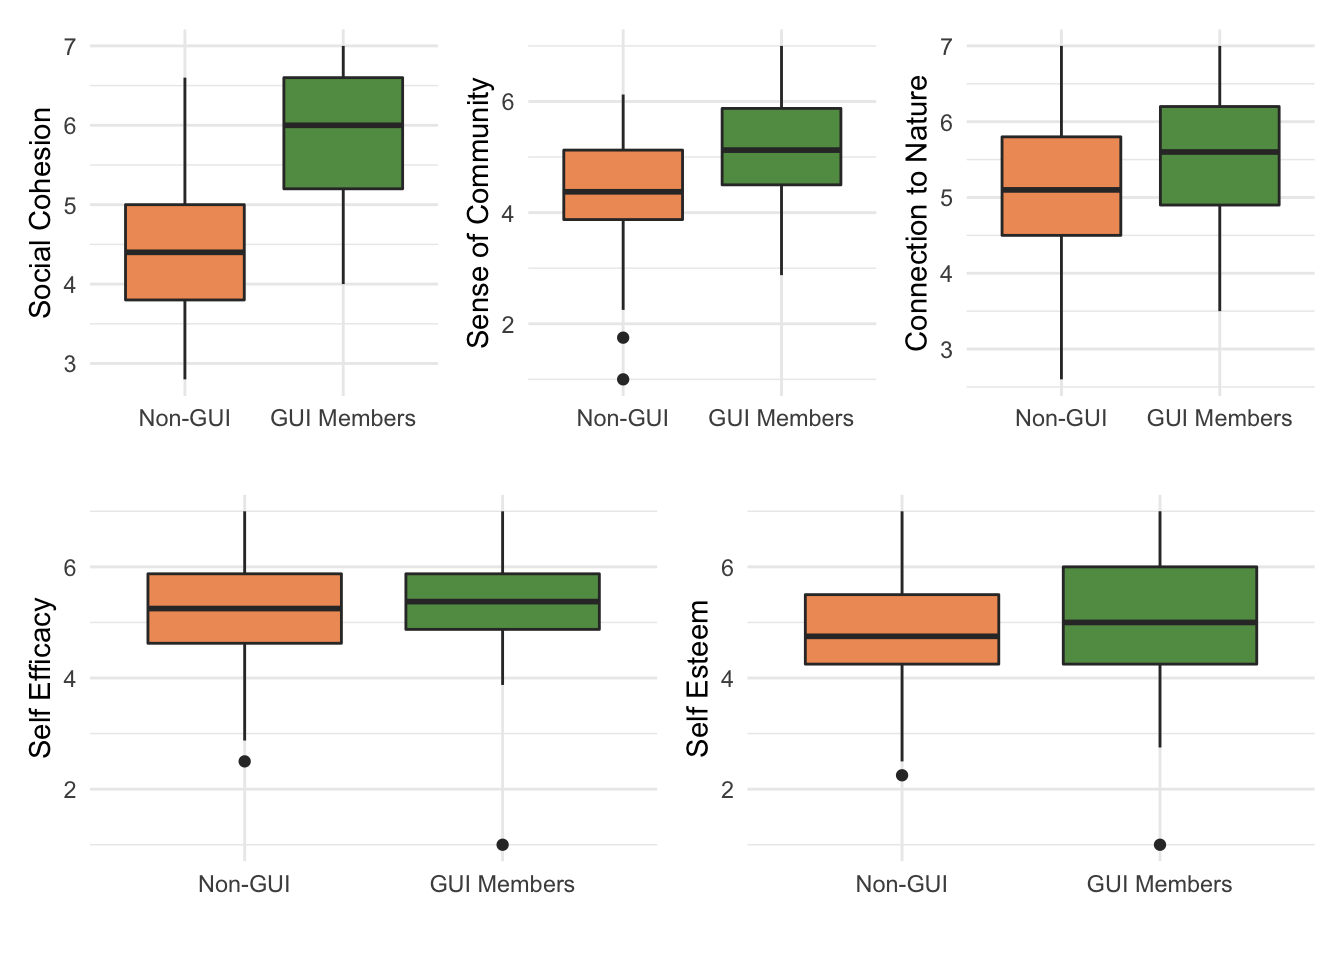 Social Cohesion
7
6
5
4
3
Non-GUI GUI Members
Sense of Community
6
4
2
Non-GUI GUI Members
Connection to Nature
7
6
5
4
3
Non-GUI GUI Members
Self Efficacy
6
4
2
Non-GUI GUI Members
Self Esteem
6
4
2
Non-GUI GUI Members